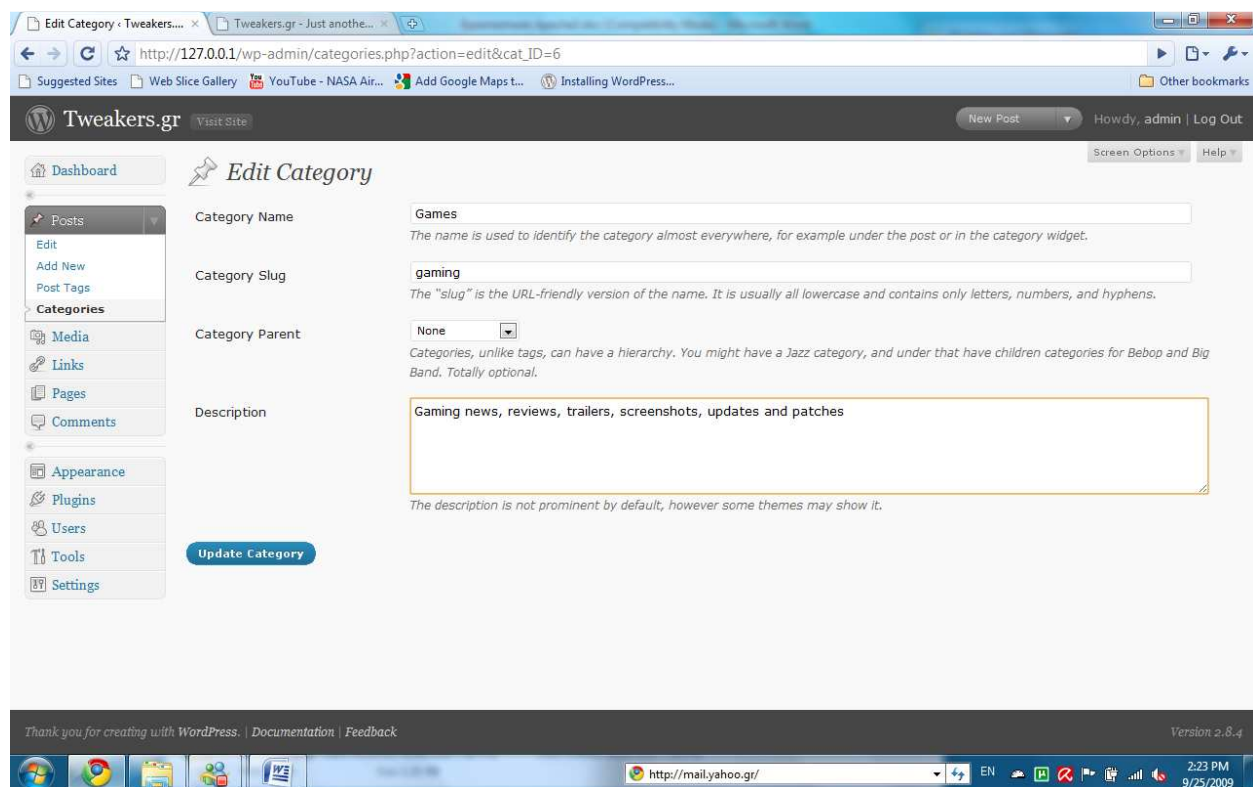 Edit Category ‹ Tweakers....
Tweakers.gr - Just anothe...
http://127.0.0.1/wp-admin/categories.php?action=edit&cat_ID=6
Suggested Sites Web Slice Gallery YouTube - NASA Air... Add Google Maps t... Installing WordPress... Other bookmarks
Tweakers.gr Visit Site New Post Howdy, admin | Log Out
Screen Options Help
Dashboard
Edit Category
Posts
Edit
Add New
Post Tags
Categories
Media
Links
Pages
Comments
Appearance
Plugins
Users
Tools
Settings
Category Name Games
The name is used to identify the category almost everywhere, for example under the post or in the category widget.
Category Slug gaming
The “slug” is the URL-friendly version of the name. It is usually all lowercase and contains only letters, numbers, and hyphens.
Category Parent None
Categories, unlike tags, can have a hierarchy. You might have a Jazz category, and under that have children categories for Bebop and Big
Band. Totally optional.
Description Gaming news, reviews, trailers, screenshots, updates and patches
The description is not prominent by default, however some themes may show it.
Update Category
Thank you for creating with WordPress. | Documentation | Feedback Version 2.8.4
http://mail.yahoo.gr/ EN 2:23 PM
9/25/2009